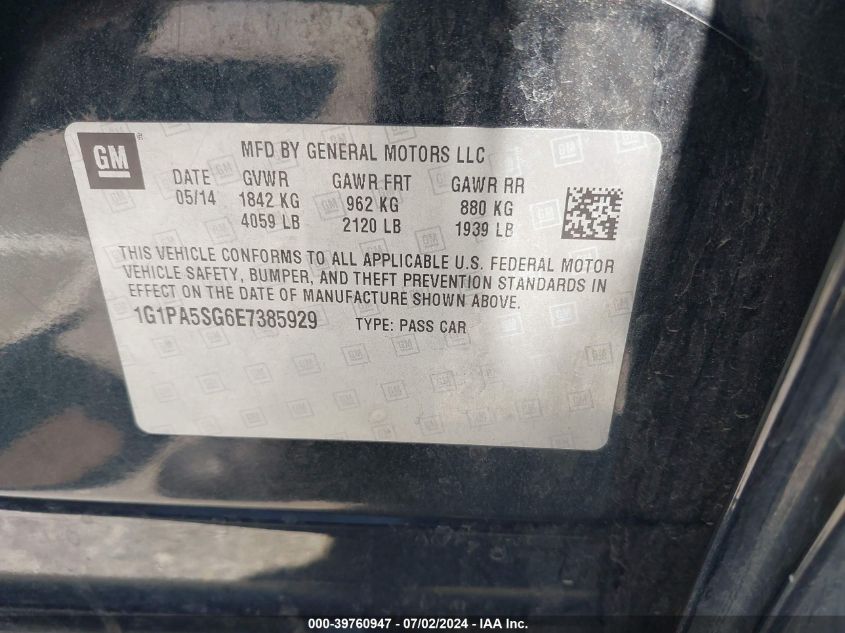 GM
MFD BY GENERAL MOTORS LLC
DATE GVWR GAWR FRT GAWR RR
05/14 1842 KG 962 KG 880 KG
4059 LB 2120 LB 1939 LB
THIS VEHICLE CONFORMS TO ALL APPLICABLE U.S. FEDERAL MOTOR
VEHICLE SAFETY, BUMPER, AND THEFT PREVENTION STANDARDS IN
EFFECT ON THE DATE OF MANUFACTURE SHOWN ABOVE.
1G1PA5SG6E7385929 TYPE: PASS CAR
000-39760947 - 07/02/2024 - IAA Inc.